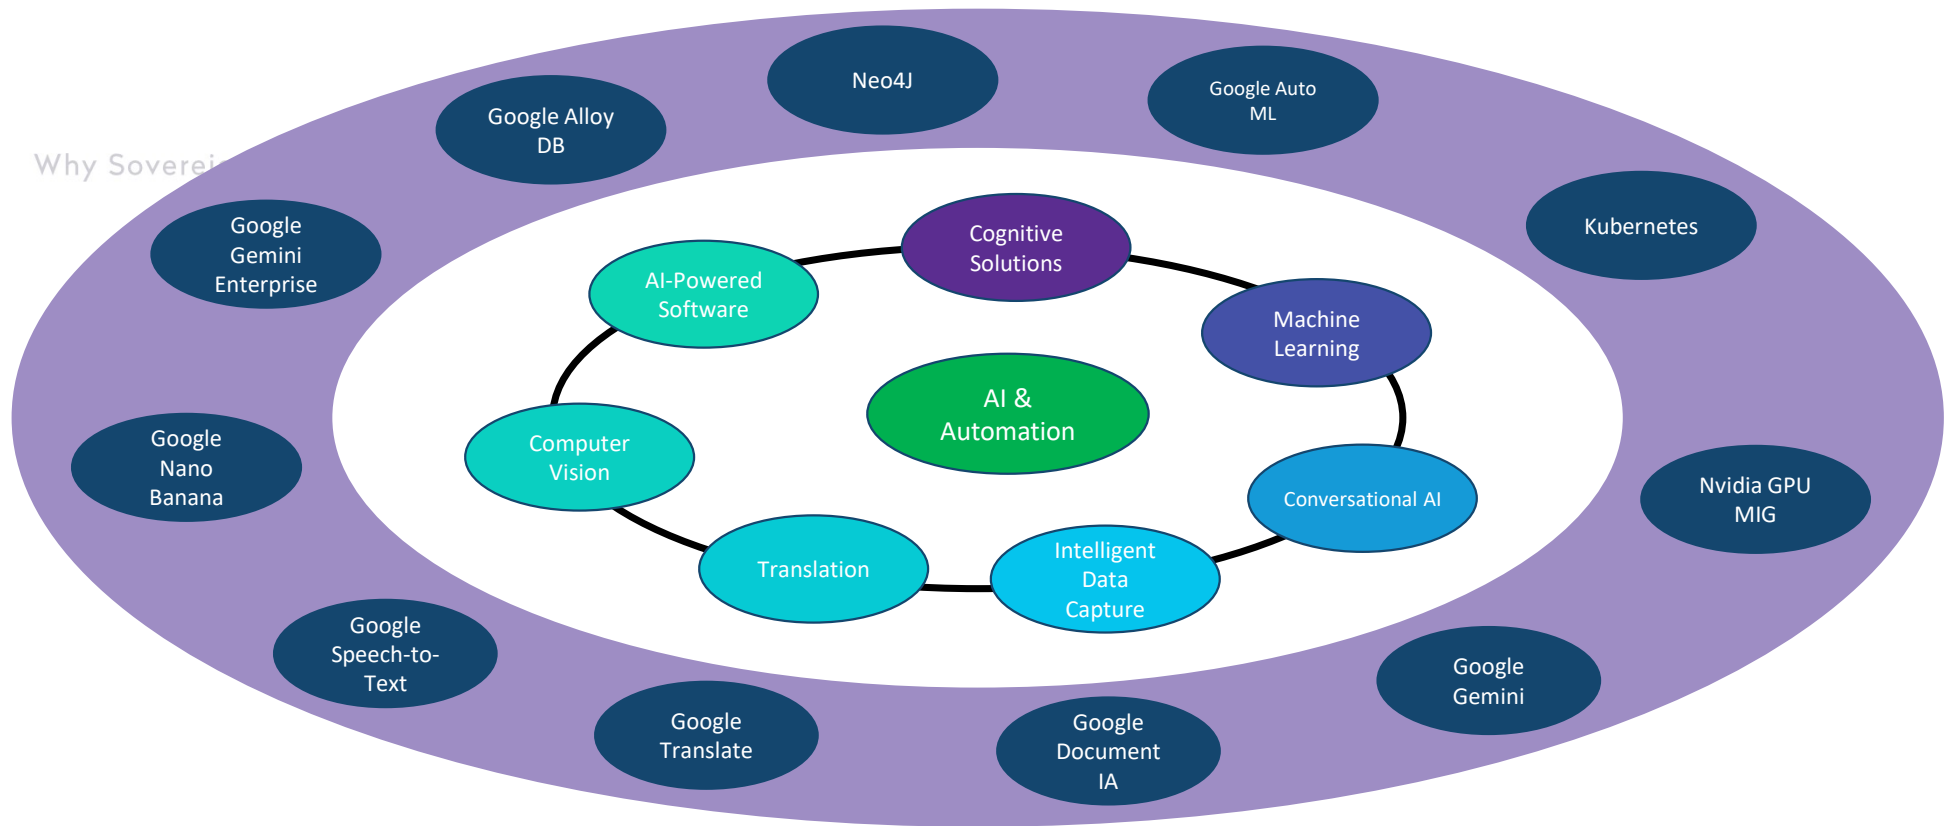 Neo4J
Google Auto
ML
Google Alloy
DB
Why
Kubernetes
Google
Gemini
Enterprise
Cognitive
Solutions
AI-Powered
Software
Machine
Learning
AI &
Automation
Google
Nano
Banana
Computer
Vision
Conversational AI
Nvidia GPU
MIG
Intelligent
Data
Capture
Translation
Google
Speech-to-
Text
Google
Gemini
Google
Translate
Google
Document
IA